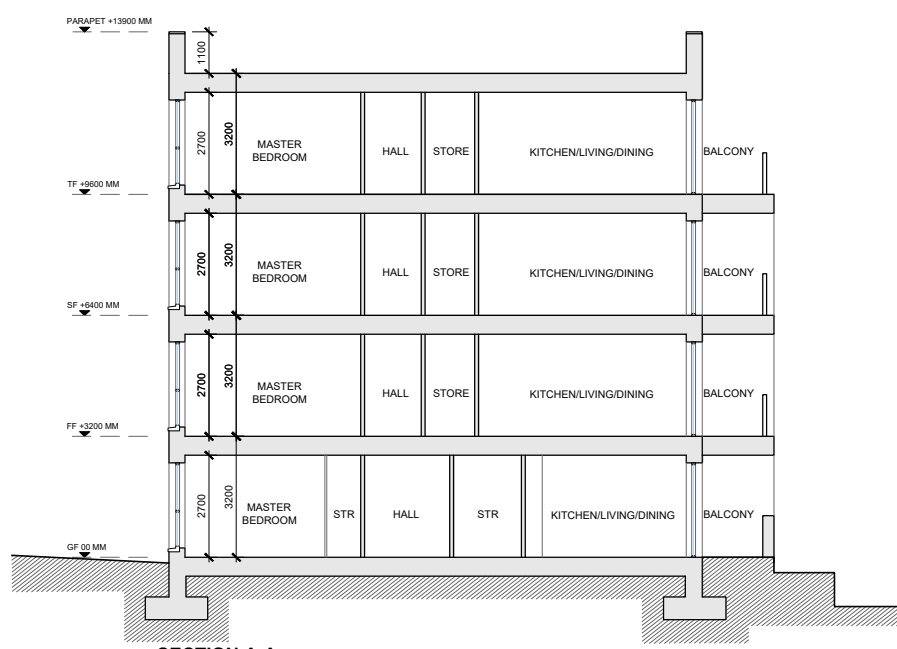 PARAPET +13900 MM
1100
2700
3200
MASTER
BEDROOM
HALL
STORE
KITCHEN/LIVING/DINING
BALCONY
TF +9600 MM
2700
3200
MASTER
BEDROOM
HALL
STORE
KITCHEN/LIVING/DINING
BALCONY
SF +6400 MM
2700
3200
MASTER
BEDROOM
HALL
STORE
KITCHEN/LIVING/DINING
BALCONY
FF +3200 MM
2700
3200
MASTER
BEDROOM
STR
HALL
STR
KITCHEN/LIVING/DINING
BALCONY
GF 00 MM
SECTION A-A